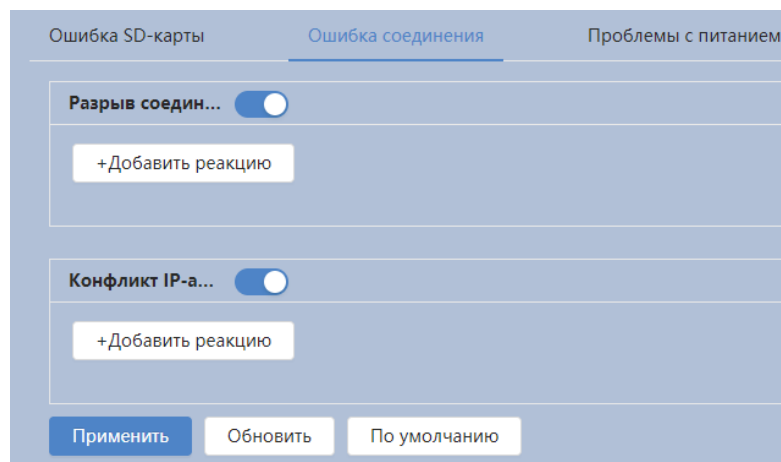 Ошибка SD-карты Ошибка соединения Проблемы с питанием
Разрыв соедин...
+Добавить реакцию
Конфликт IP-а...
+Добавить реакцию
Применить Обновить По умолчанию